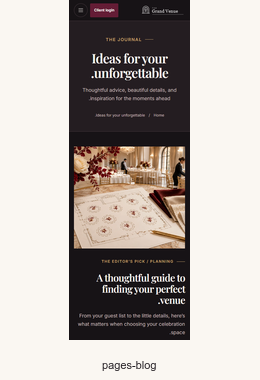 Client login
Grand Venue
THE JOURNAL
Ideas for your
.unforgettable
Thoughtful advice, beautiful details, and
.inspiration for the moments ahead
.Ideas for your unforgettable / Home
THE EDITOR'S PICK / PLANNING
A thoughtful guide to
finding your perfect
.venue
From your guest list to the little details, here's
what matters when choosing your celebration
.space
pages-blog